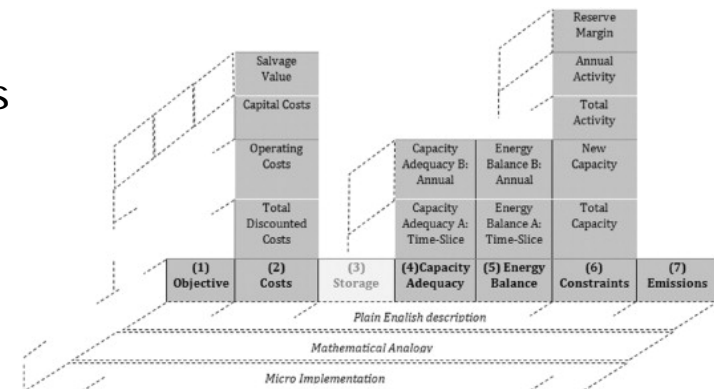 s
Salvage
Value
Capital Costs
Operating
Costs
Total
Discounted
Costs
Capacity
Adequacy B:
Annual
Capacity
Adequacy A:
Time-Slice
Energy
Balance B:
Annual
Energy
Balance A:
Time-Slice
Reserve
Margin
Annual
Activity
Total
Activity
New
Capacity
Total
Capacity
(1)
Objective
(2)
Costs
(3)
Storage
(4)Capacity
Adequacy
(5) Energy
Balance
(6)
Constraints
(7)
Emissions
Plain English description
Mathematical Analogy
Micro Implementation